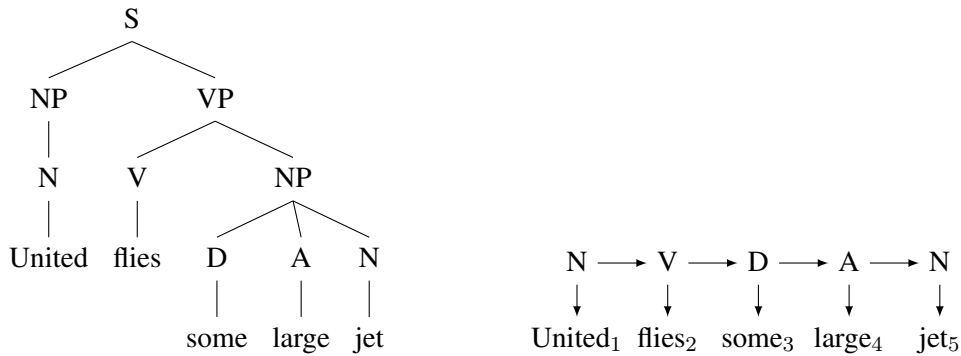 S
NP VP
N V NP
United flies D A N
some large jet
N V D A N
United₁ flies₂ some₃ large₄ jet₅